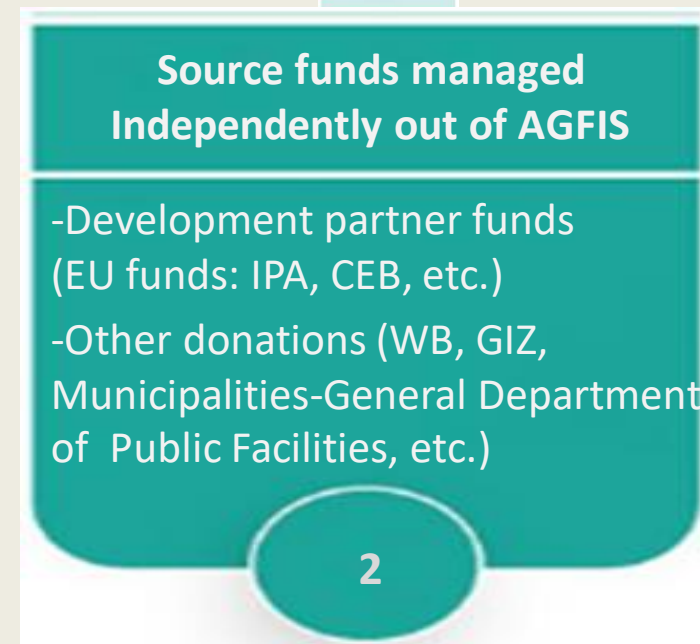 Source funds managed
Independently out of AGFIS
-Development partner funds
(EU funds: IPA, CEB, etc.)
-Other donations (WB, GIZ,
Municipalities-General Department
of  Public Facilities, etc.)
2